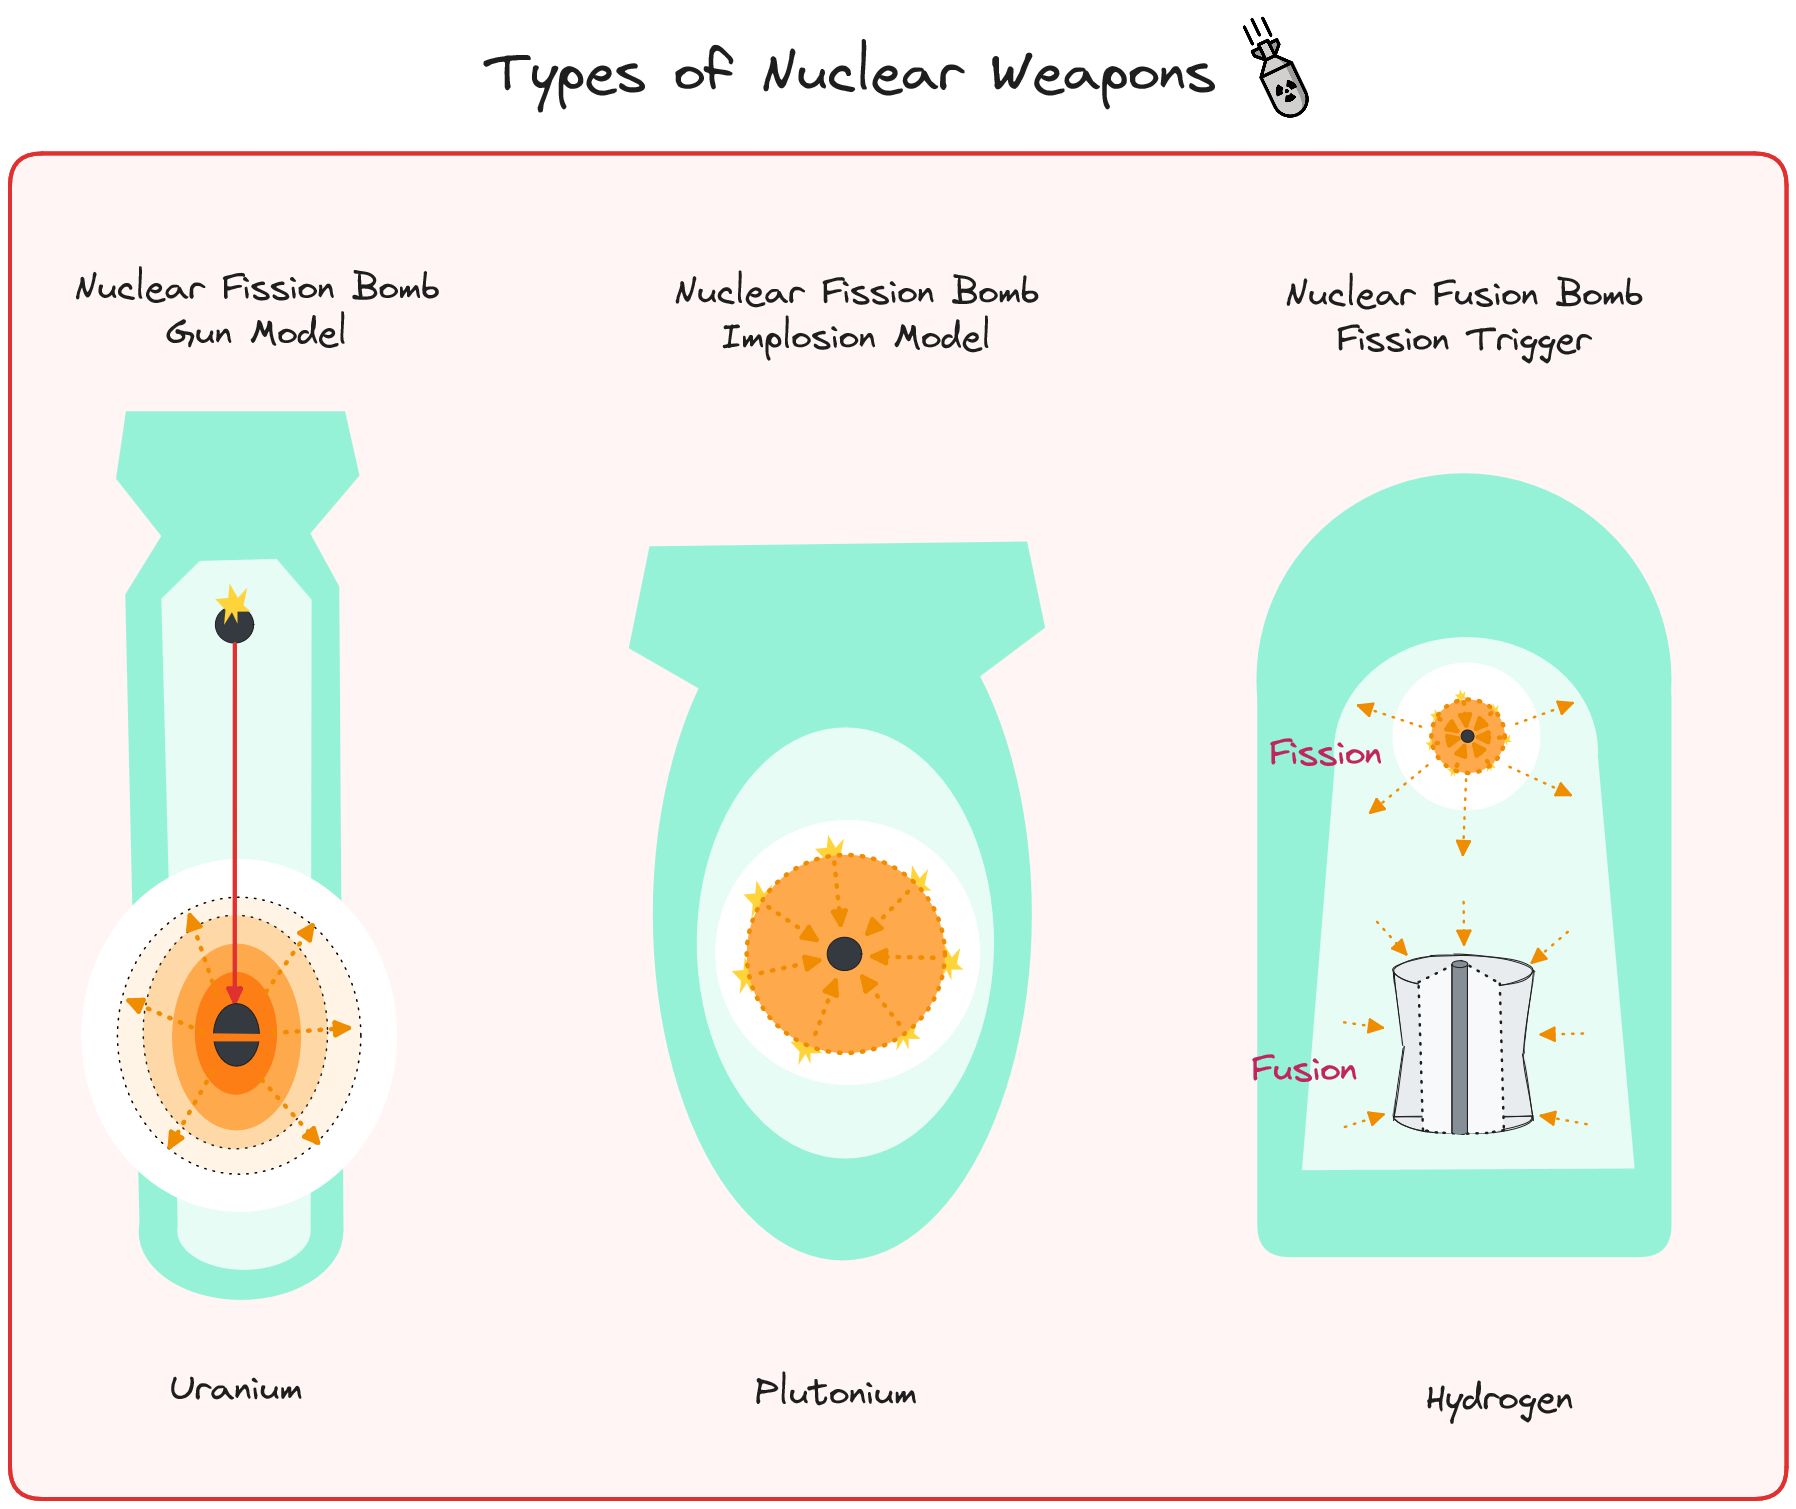 Types of Nuclear Weapons
Nuclear Fission Bomb
Gun Model
Nuclear Fission Bomb
Implosion Model
Nuclear Fusion Bomb
Fission Trigger
Fission
Fusion
Uranium
Plutonium
Hydrogen